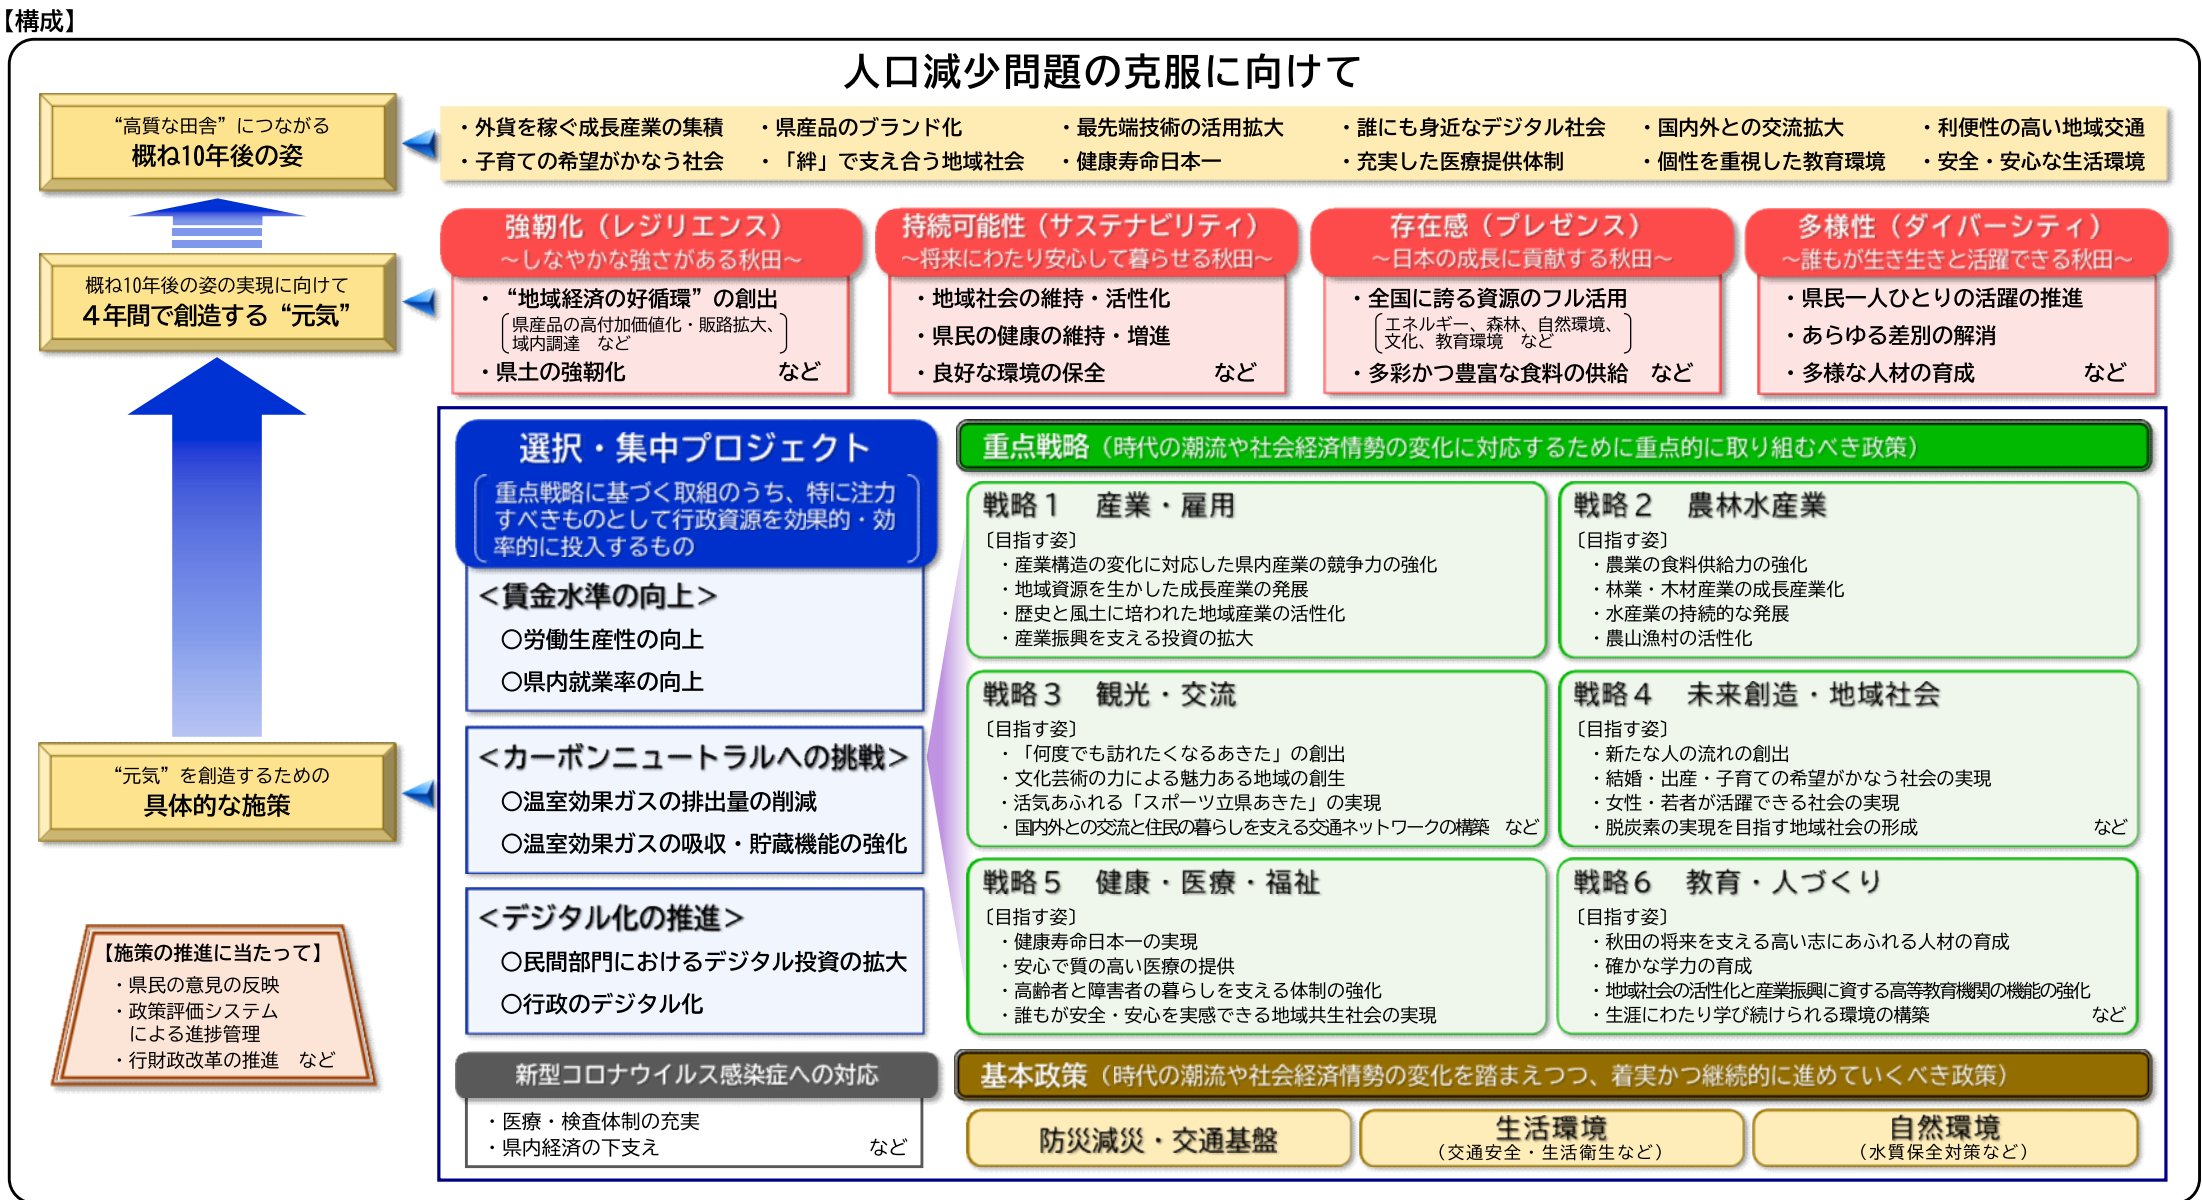 【構成】
人口減少問題の克服に向けて
“高質な田舎”につながる
概ね10年後の姿
・外貨を稼ぐ成長産業の集積　・県産品のブランド化　・最先端技術の活用拡大　・誰にも身近なデジタル社会　・国内外との交流拡大　・利便性の高い地域交通
・子育ての希望がかなう社会　・「絆」で支え合う地域社会　・健康寿命日本一　・充実した医療提供体制　・個性を重視した教育環境　・安全・安心な生活環境
概ね10年後の姿の実現に向けて
４年間で創造する“元気”
強靭化（レジリエンス）
～しなやかな強さがある秋田～
・“地域経済の好循環”の創出
県産品の高付加価値化・販路拡大、
域内調達　など
・県土の強靭化　など
持続可能性（サステナビリティ）
～将来にわたり安心して暮らせる秋田～
・地域社会の維持・活性化
・県民の健康の維持・増進
・良好な環境の保全　など
存在感（プレゼンス）
～日本の成長に貢献する秋田～
・全国に誇る資源のフル活用
エネルギー、森林、自然環境、
文化、教育環境　など
・多彩かつ豊富な食料の供給　など
多様性（ダイバーシティ）
～誰もが生き生きと活躍できる秋田～
・県民一人ひとりの活躍の推進
・あらゆる差別の解消
・多様な人材の育成　など
“元気”を創造するための
具体的な施策
【施策の推進に当たって】
・県民の意見の反映
・政策評価システム
による進捗管理
・行財政改革の推進　など
選択・集中プロジェクト
重点戦略に基づく取組のうち、特に注力
すべきものとして行政資源を効果的・効
率的に投入するもの
＜賃金水準の向上＞
○労働生産性の向上
○県内就業率の向上
＜カーボンニュートラルへの挑戦＞
○温室効果ガスの排出量の削減
○温室効果ガスの吸収・貯蔵機能の強化
＜デジタル化の推進＞
○民間部門におけるデジタル投資の拡大
○行政のデジタル化
新型コロナウイルス感染症への対応
・医療・検査体制の充実
・県内経済の下支え　など
重点戦略（時代の潮流や社会経済情勢の変化に対応するために重点的に取り組むべき政策）
戦略１　産業・雇用
〔目指す姿〕
・産業構造の変化に対応した県内産業の競争力の強化
・地域資源を生かした成長産業の発展
・歴史と風土に培われた地域産業の活性化
・産業振興を支える投資の拡大
戦略２　農林水産業
〔目指す姿〕
・農業の食料供給力の強化
・林業・木材産業の成長産業化
・水産業の持続的な発展
・農山漁村の活性化
戦略３　観光・交流
〔目指す姿〕
・「何度でも訪れたくなるあきた」の創出
・文化芸術の力による魅力ある地域の創生
・活気あふれる「スポーツ立県あきた」の実現
・国内外との交流と住民の暮らしを支える交通ネットワークの構築　など
戦略４　未来創造・地域社会
〔目指す姿〕
・新たな人の流れの創出
・結婚・出産・子育ての希望がかなう社会の実現
・女性・若者が活躍できる社会の実現
・脱炭素の実現を目指す地域社会の形成　など
戦略５　健康・医療・福祉
〔目指す姿〕
・健康寿命日本一の実現
・安心で質の高い医療の提供
・高齢者と障害者の暮らしを支える体制の強化
・誰もが安全・安心を実感できる地域共生社会の実現
戦略６　教育・人づくり
〔目指す姿〕
・秋田の将来を支える高い志にあふれる人材の育成
・確かな学力の育成
・地域社会の活性化と産業振興に資する高等教育機関の機能の強化
・生涯にわたり学び続けられる環境の構築　など
基本政策（時代の潮流や社会経済情勢の変化を踏まえつつ、着実かつ継続的に進めていくべき政策）
防災減災・交通基盤
生活環境
（交通安全・生活衛生など）
自然環境
（水質保全対策など）